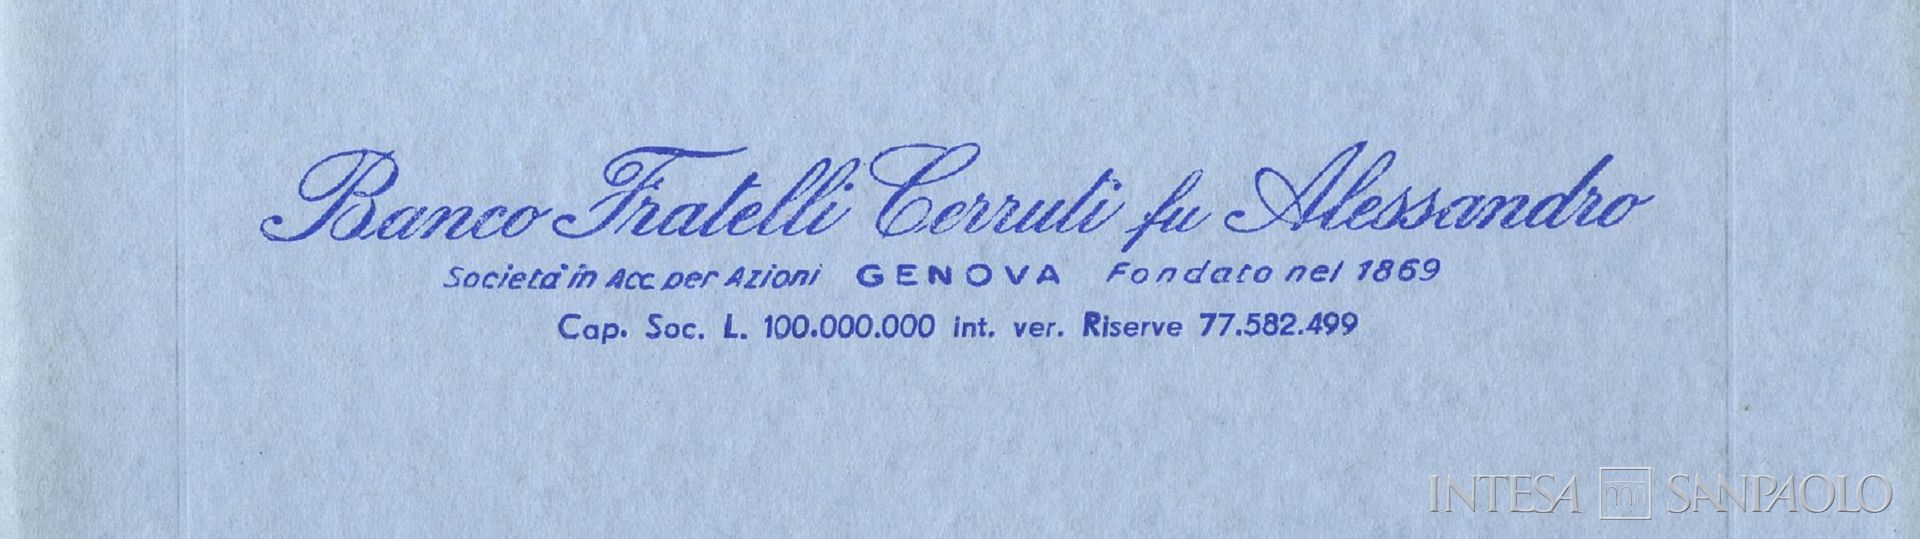 Banco Fratelli Cerruti fu Alessandro
Società in Acc. per Azioni GENOVA Fondato nel 1869
Cap. Soc. L. 100.000.000 int. ver. Riserve 77.582.499
INTESA SANPAOLO